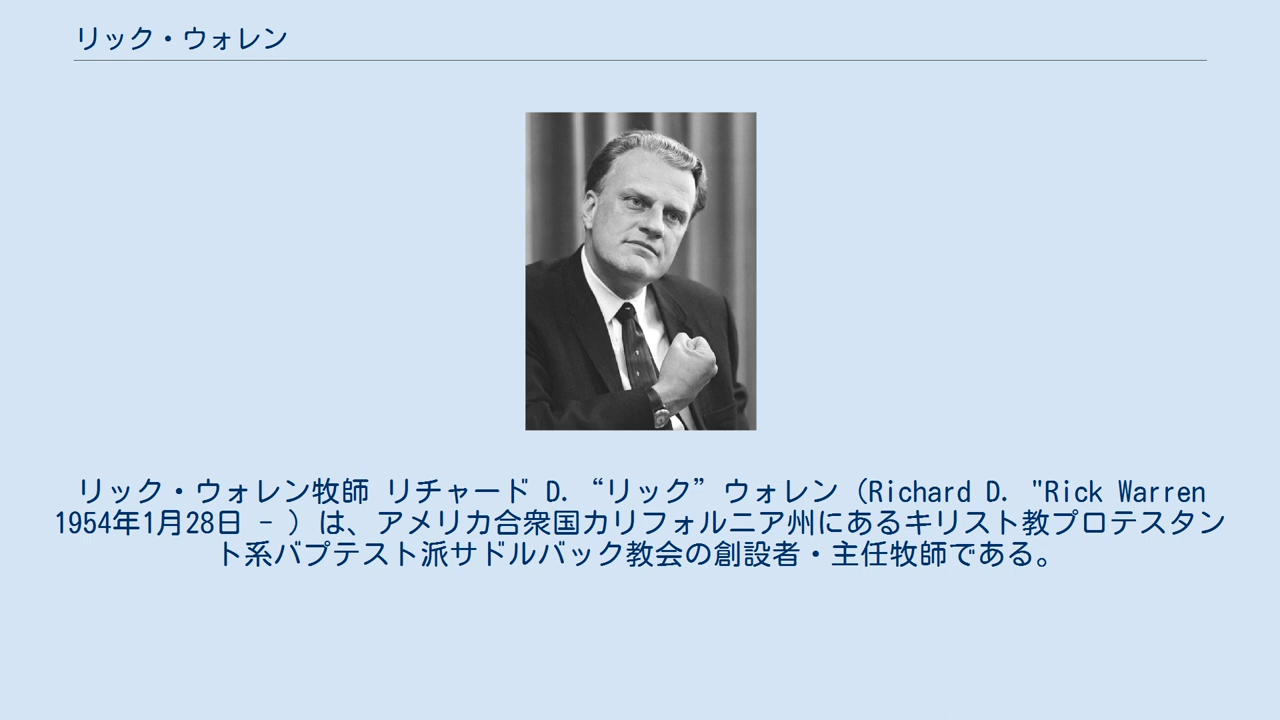 リック・ウォレン
リック・ウォレン牧師 リチャード D. “リック” ウォレン（Richard D. "Rick Warren
1954年1月28日 - ）は、アメリカ合衆国カリフォルニア州にあるキリスト教プロテスタン
ト系バプテスト派サドルバック教会の創設者・主任牧師である。